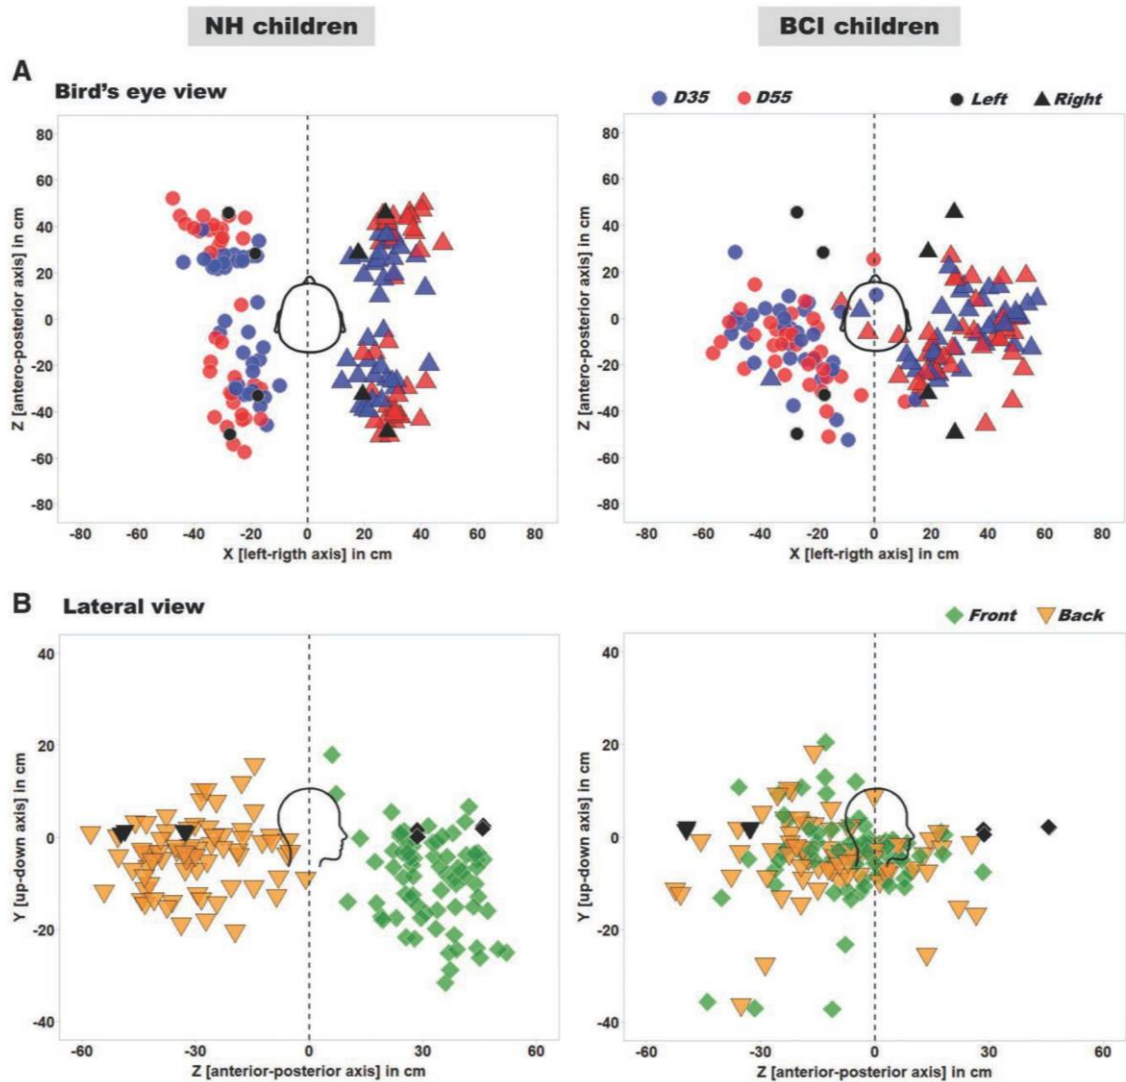 NH children
BCI children
A
Bird's eye view
D35 D55
Left Right
80
60
40
20
0
-20
-40
-60
-80
Z [antero-posterior axis] in cm
-80 -60 -40 -20 0 20 40 60 80
X [left-rigth axis] in cm
80
60
40
20
0
-20
-40
-60
-80
Z [antero-posterior axis] in cm
-80 -60 -40 -20 0 20 40 60 80
X [left-rigth axis] in cm
B
Lateral view
Front Back
40
20
0
-20
-40
Y [up-down axis] in cm
-60 -30 0 30 60
Z [anterior-posterior axis] in cm
40
20
0
-20
-40
Y [up-down axis] in cm
-60 -30 0 30 60
Z [anterior-posterior axis] in cm